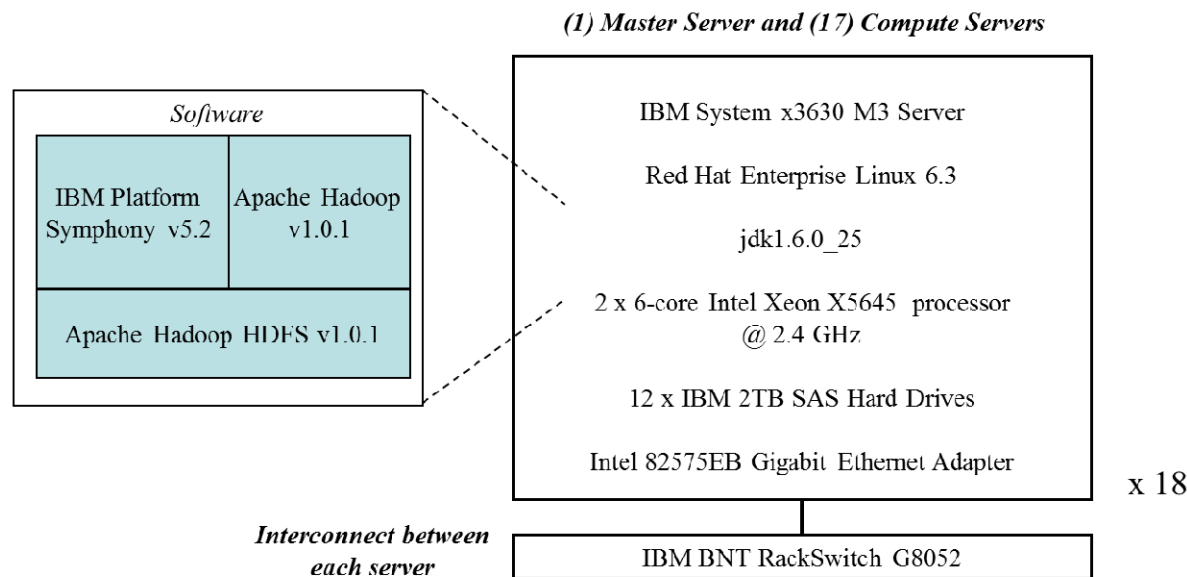 (1) Master Server and (17) Compute Servers
Software
IBM Platform
Symphony v5.2
Apache Hadoop
v1.0.1
Apache Hadoop HDFS v1.0.1
IBM System x3630 M3 Server
Red Hat Enterprise Linux 6.3
jdk1.6.0_25
2 x 6-core Intel Xeon X5645 processor
@ 2.4 GHz
12 x IBM 2TB SAS Hard Drives
Intel 82575EB Gigabit Ethernet Adapter
x 18
Interconnect between
each server
IBM BNT RackSwitch G8052